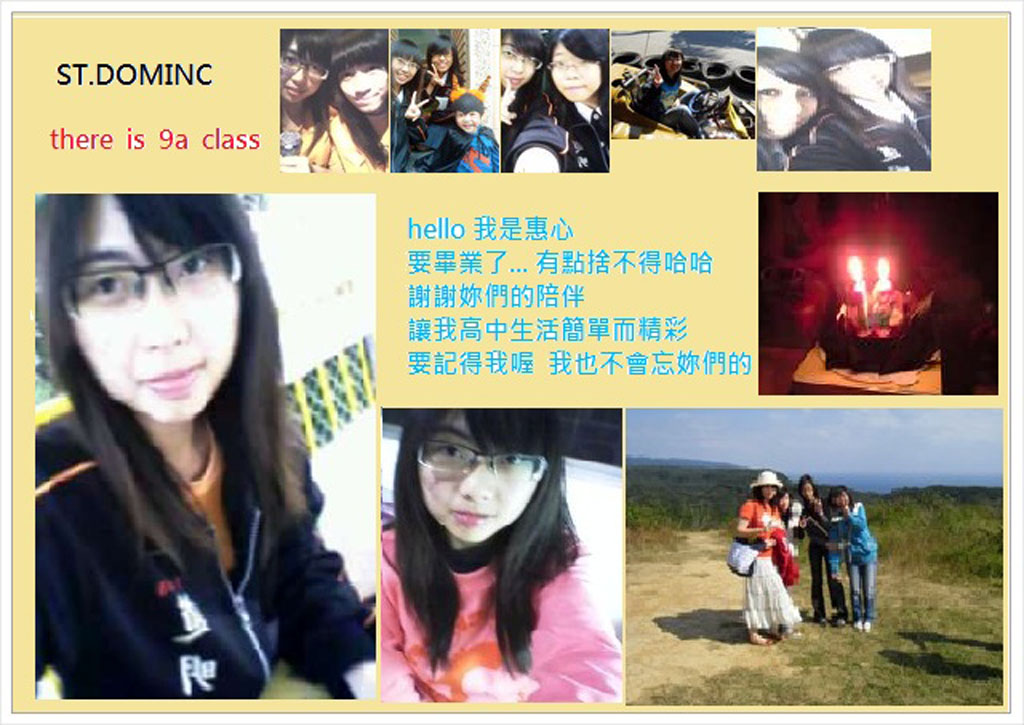 ST.DOMINC
there is 9a class
hello 我是惠心
要畢業了... 有點捨不得哈哈
謝謝妳們的陪伴
讓我高中生活簡單而精彩
要記得我喔 我也不會忘妳們的